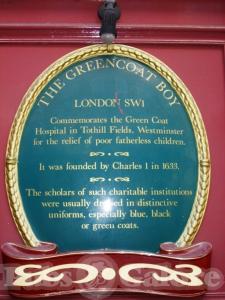 THE GREENCOAT BOY
LONDON SW1
Commemorates the Green Coat
Hospital in Tothill Fields, Westminster
for the relief of poor fatherless children.
It was founded by Charles 1 in 1633.
The scholars of such charitable institutions
were usually dressed in distinctive
uniforms, especially blue, black
or green coats.